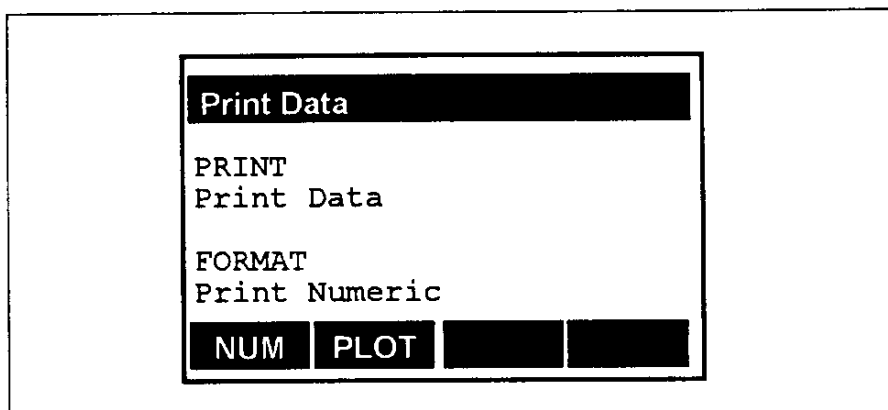 Print Data
PRINT
Print Data
FORMAT
Print Numeric
NUM PLOT